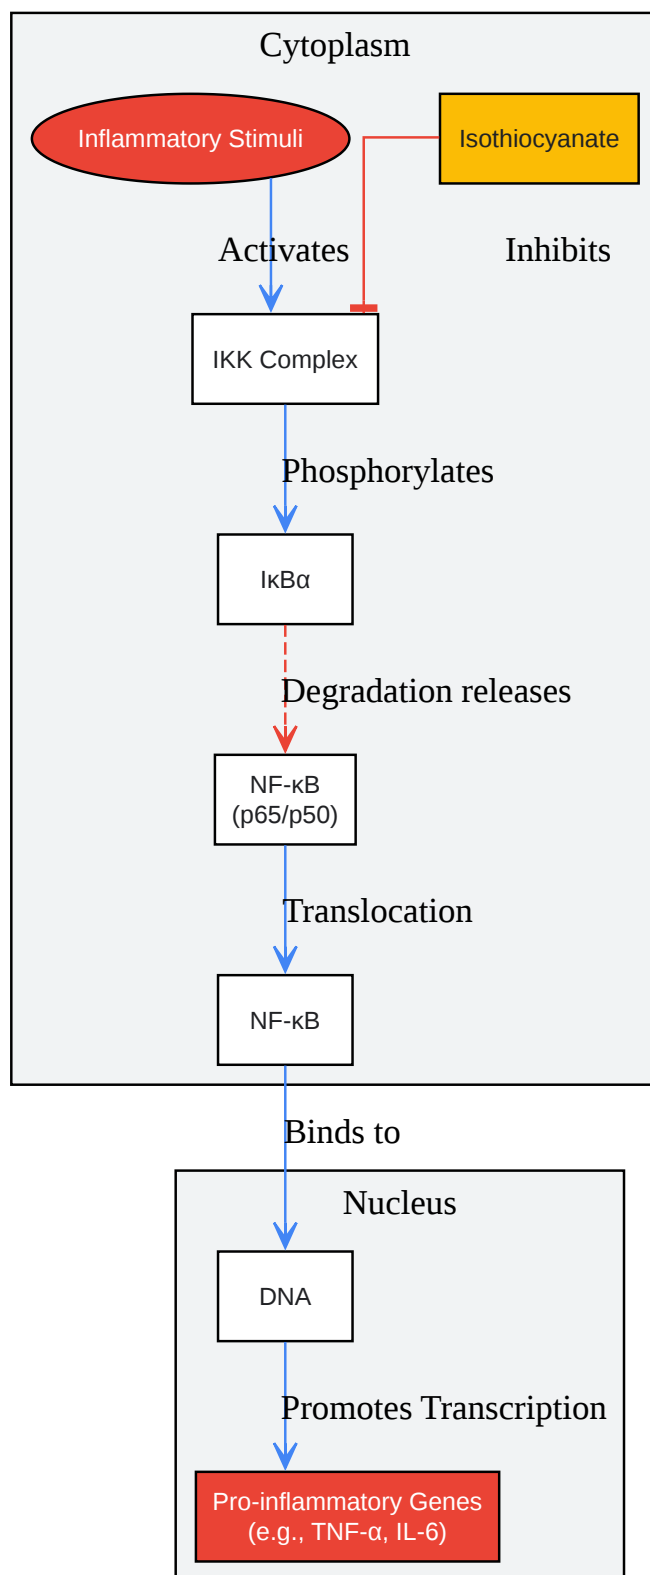 Cytoplasm
Inflammatory Stimuli
Isothiocyanate
Activates
Inhibits
IKK Complex
Phosphorylates
IκBα
Degradation releases
NF-κB
(p65/p50)
Translocation
NF-κB
Binds to
Nucleus
DNA
Promotes Transcription
Pro-inflammatory Genes
(e.g., TNF-α, IL-6)